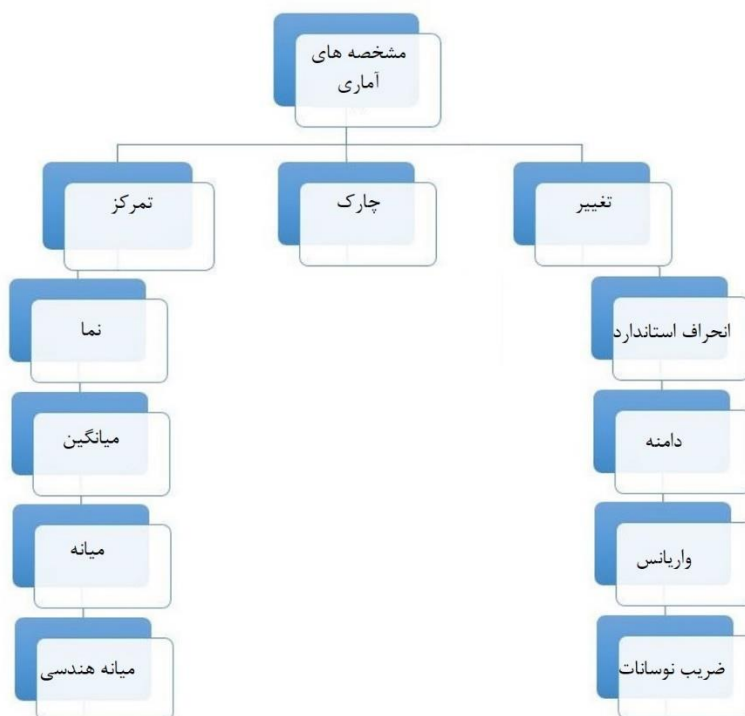 مشخصه های
آماری
تغییر
چارک
تمرکز
انحراف استاندارد
دامنه
واریانس
ضریب نوسانات
نما
میانگین
میانه
میانه هندسی